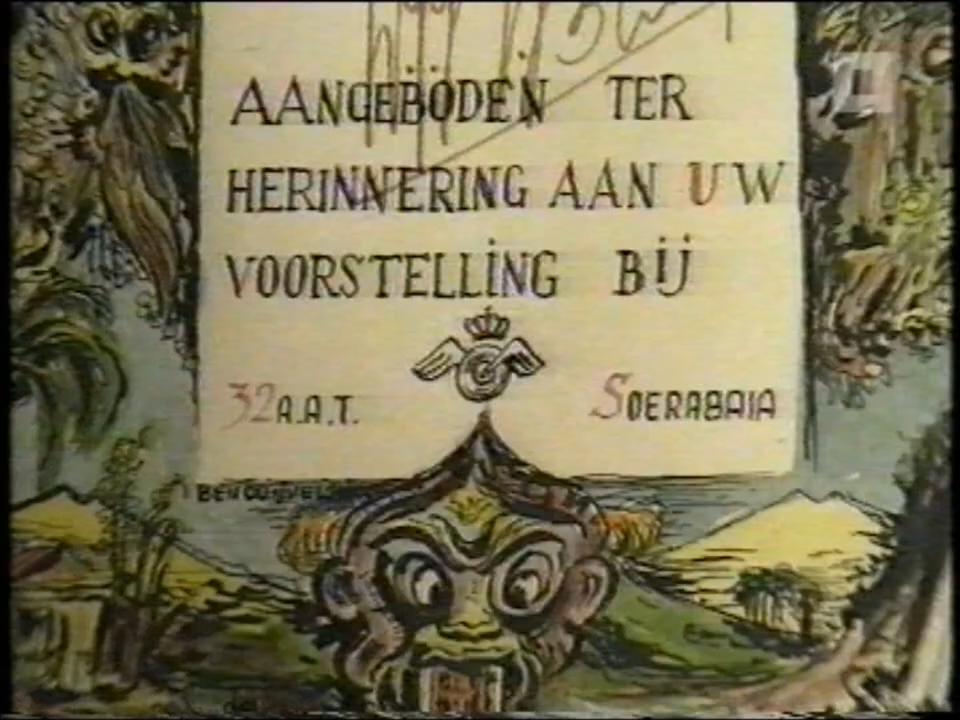 AANGEBODEN TER
HERINNERING AAN UW
VOORSTELLING BIJ
32 A.A.T. SOERABAIA